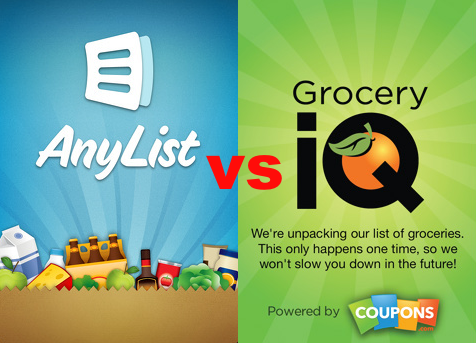 AnyList
vs
Grocery
iQ
We're unpacking our list of groceries.
This only happens one time, so we
won't slow you down in the future!
Powered by COUPONS.com